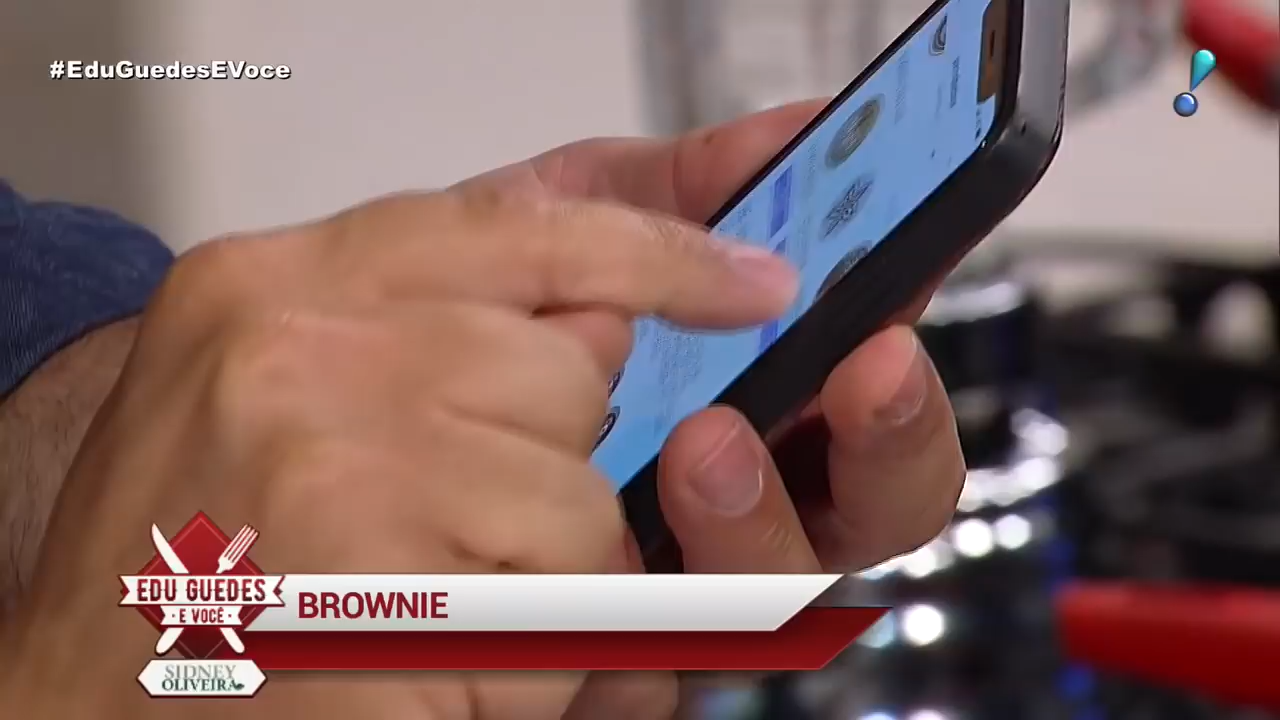 #EduGuedesEVoce
EDU GUEDES
E VOCÊ
BROWNIE
SIDNEY
OLIVEIRA